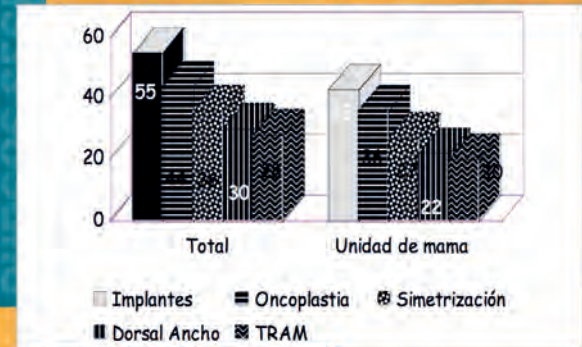 60
40
20
0
55
30
22
Total
Unidad de mama
Implantes
Oncoplastia
Simetrización
Dorsal Ancho
TRAM